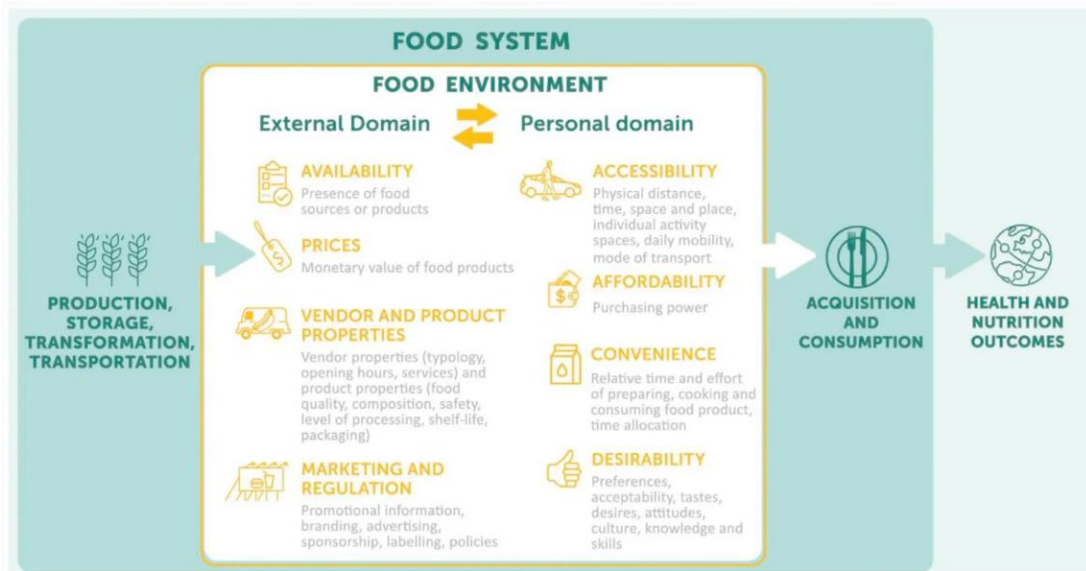 FOOD SYSTEM
FOOD ENVIRONMENT
External Domain
Personal domain
PRODUCTION,
STORAGE,
TRANSFORMATION,
TRANSPORTATION
AVAILABILITY
Presence of food
sources or products
PRICES
Monetary value of food products
VENDOR AND PRODUCT
PROPERTIES
Vendor properties (typology,
opening hours, services) and
product properties (food
quality, composition, safety,
level of processing, shelf-life,
packaging)
MARKETING AND
REGULATION
Promotional information,
branding, advertising,
sponsorship, labelling, policies
ACCESSIBILITY
Physical distance,
time, space and place,
individual activity
spaces, daily mobility,
mode of transport
AFFORDABILITY
Purchasing power
CONVENIENCE
Relative time and effort
of preparing, cooking and
consuming food product,
time allocation
DESIRABILITY
Preferences,
acceptability, tastes,
desires, attitudes,
culture, knowledge and
skills
ACQUISITION
AND
CONSUMPTION
HEALTH AND
NUTRITION
OUTCOMES